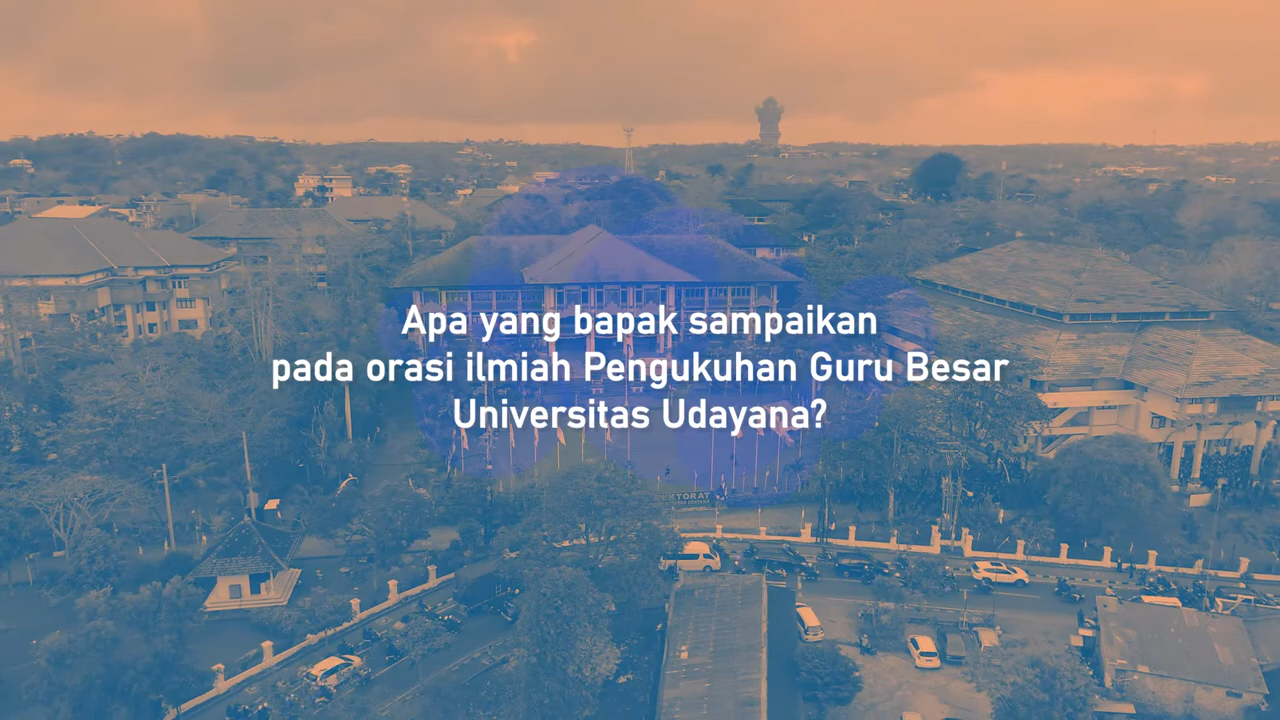 Apa yang bapak sampaikan
pada orasi ilmiah Pengukuhan Guru Besar
Universitas Udayana?